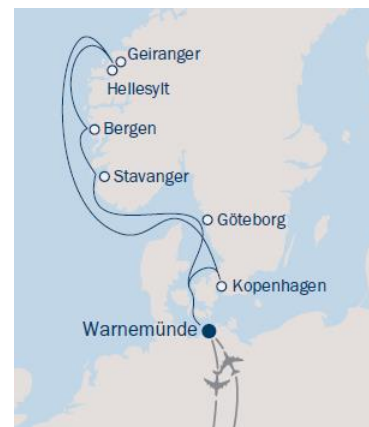 Geiranger
Hellesylt
Bergen
Stavanger
Göteborg
Kopenhagen
Warnemünde